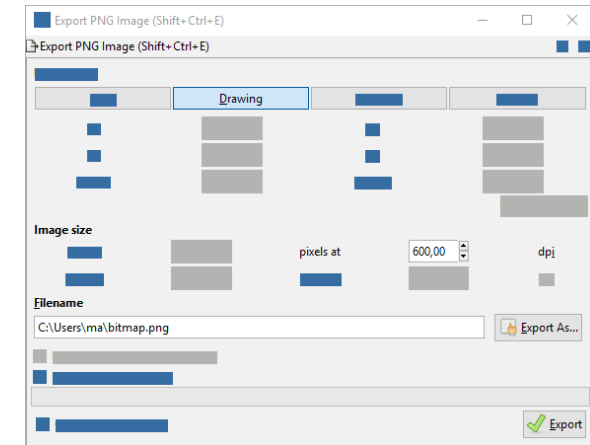 Export PNG Image (Shift+Ctrl+E)
Export PNG Image (Shift+Ctrl+E)
Drawing
Image size
pixels at 600,00 dpi
Filename
C:\Users\ma\bitmap.png Export As...
Export